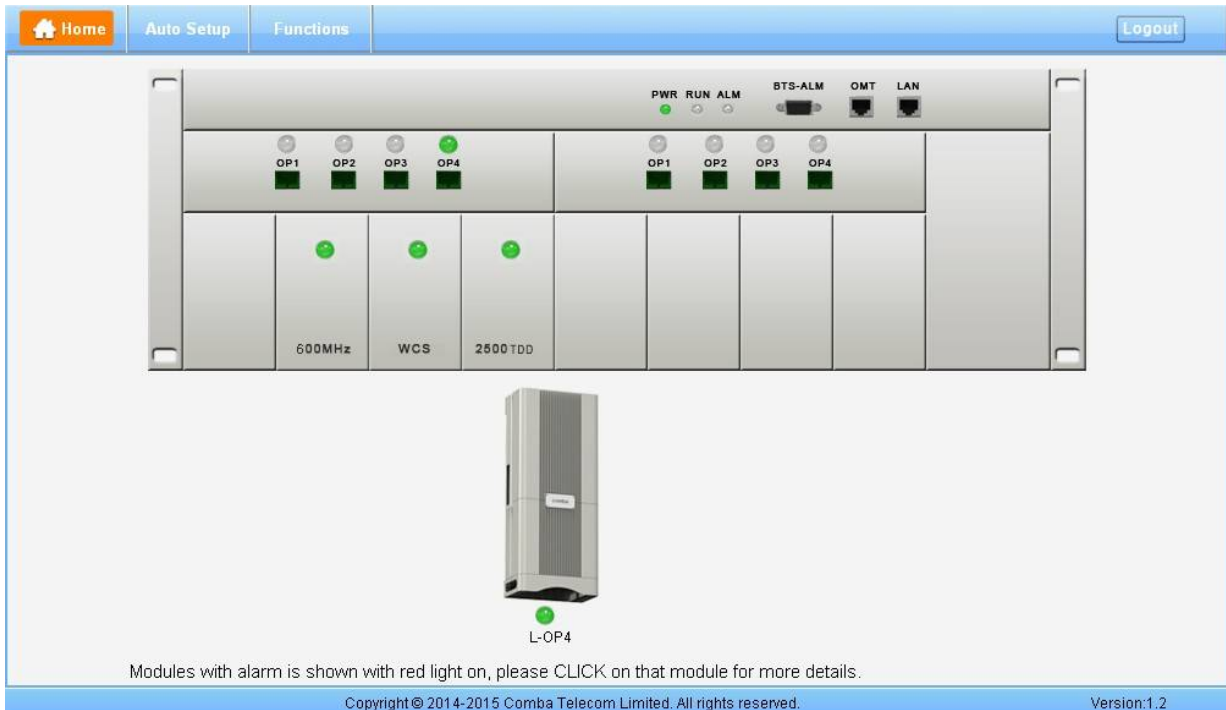 Home Auto Setup Functions Logout
PWR RUN ALM BTS-ALM OMT LAN
OP1 OP2 OP3 OP4 OP1 OP2 OP3 OP4
600MHz WCS 2500TDD
L-OP4
Modules with alarm is shown with red light on, please CLICK on that module for more details.
Copyright © 2014-2015 Comba Telecom Limited. All rights reserved. Version:1.2